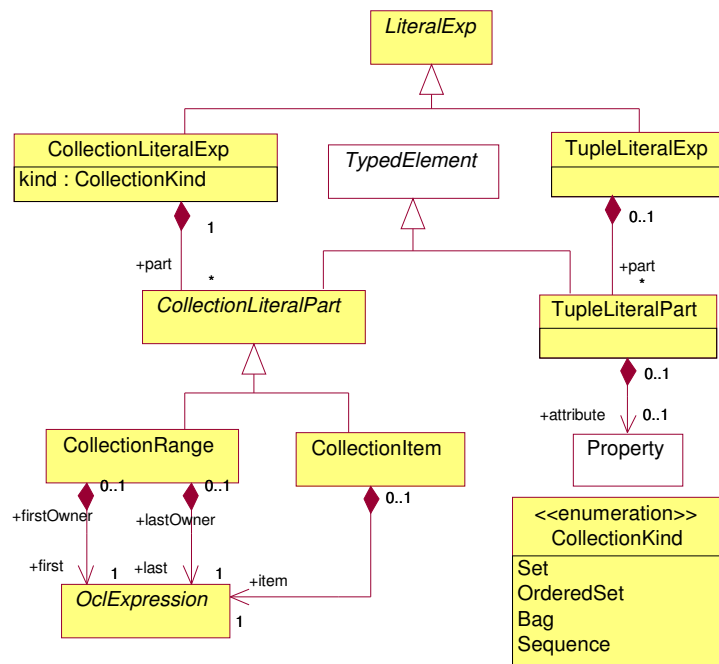 LiteralExp
CollectionLiteralExp
kind : CollectionKind
TypedElement
TupleLiteralExp
1
0..1
+part
*
+part
*
CollectionLiteralPart
TupleLiteralPart
0..1
+attribute
0..1
CollectionRange
CollectionItem
Property
0..1
0..1
0..1
+firstOwner
+lastOwner
+first
1
+last
1
+item
1
OclExpression
<<enumeration>>
CollectionKind
Set
OrderedSet
Bag
Sequence